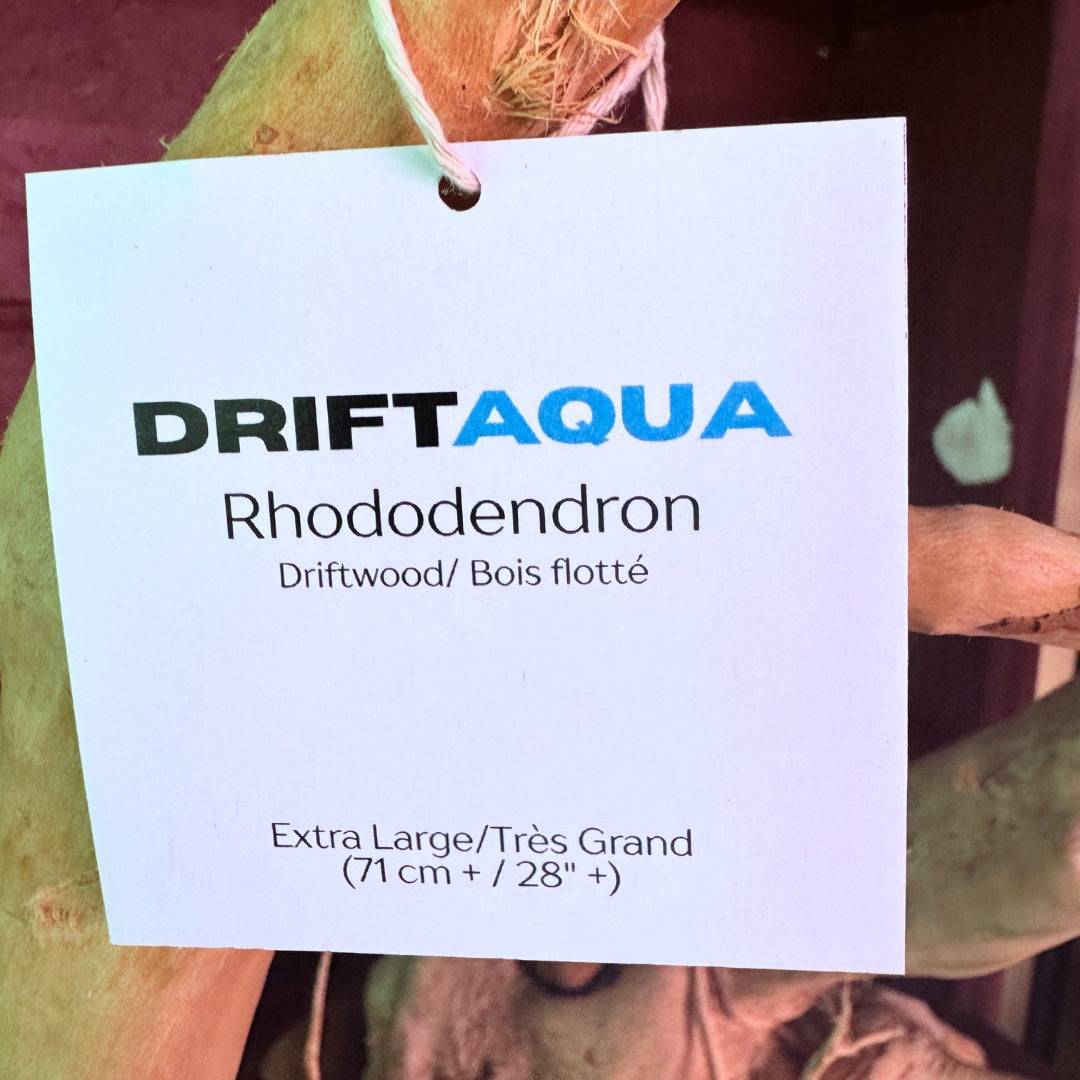 DRIFTAQUA
Rhododendron
Driftwood/ Bois flotté
Extra Large/Très Grand
(71 cm + / 28" +)